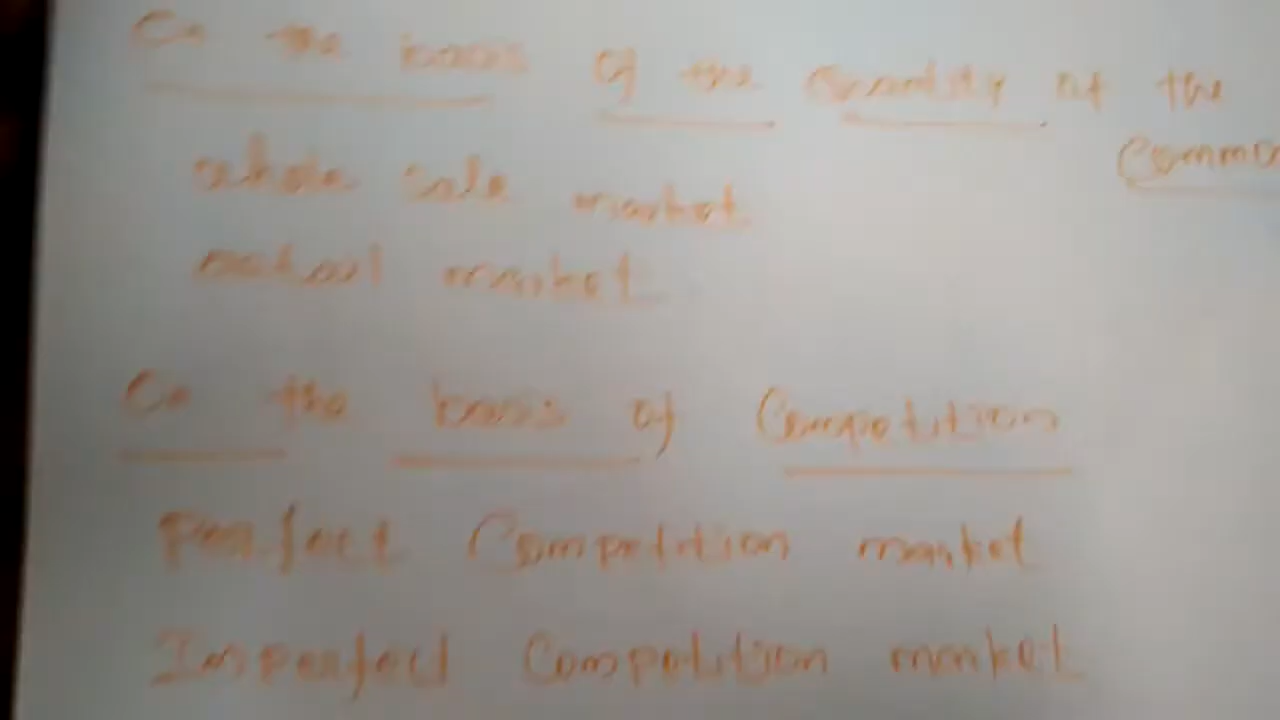 On the basis of the Quantity of the
Commo
whole sale market
retail market
On the basis of Competition
Perfect Competition market
Imperfect Competition market